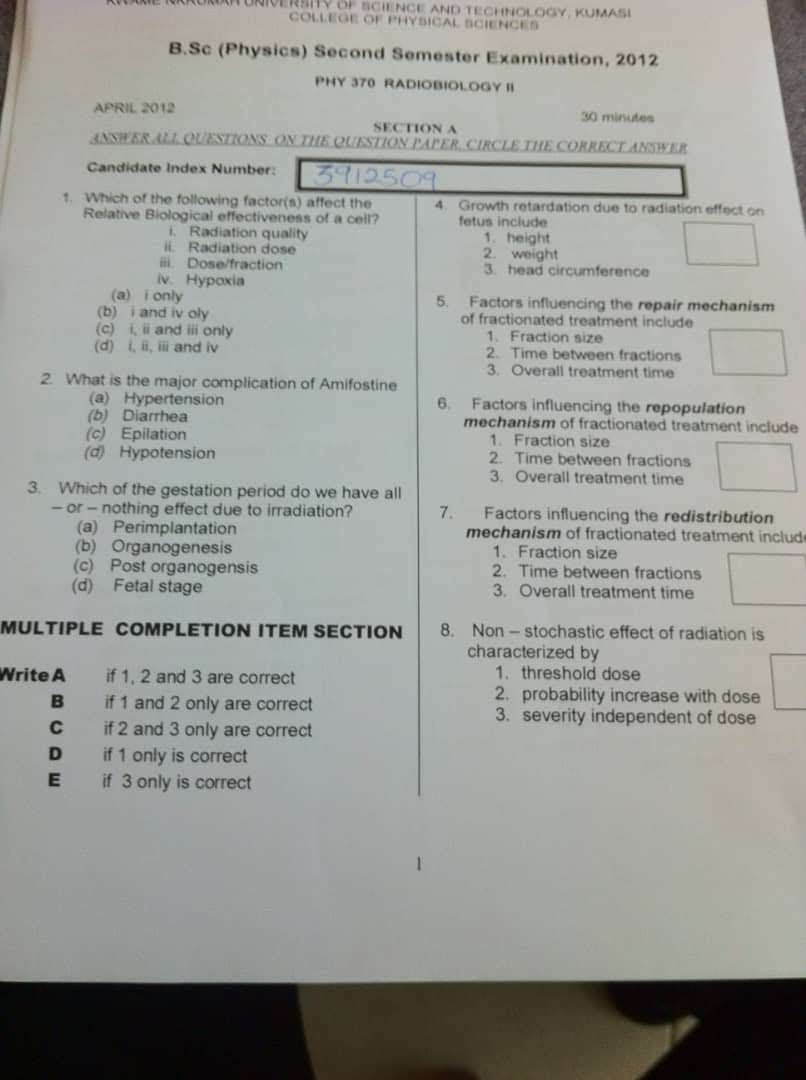 UNIVERSITY OF SCIENCE AND TECHNOLOGY, KUMASI
COLLEGE OF PHYSICAL SCIENCES
B.Sc (Physics) Second Semester Examination, 2012
PHY 370 RADIOBIOLOGY II
APRIL 2012
30 minutes
SECTION A
ANSWER ALL QUESTIONS ON THE QUESTION PAPER. CIRCLE THE CORRECT ANSWER
Candidate Index Number:
3912509
1. Which of the following factor(s) affect the
Relative Biological effectiveness of a cell?
i. Radiation quality
ii. Radiation dose
iii. Dose/fraction
iv. Hypoxia
(a) i only
(b) i and iv oly
(c) i, ii and iii only
(d) i, ii, iii and iv
2. What is the major complication of Amifostine
(a) Hypertension
(b) Diarrhea
(c) Epilation
(d) Hypotension
3. Which of the gestation period do we have all
– or – nothing effect due to irradiation?
(a) Perimplantation
(b) Organogenesis
(c) Post organogensis
(d) Fetal stage
MULTIPLE COMPLETION ITEM SECTION
Write A if 1, 2 and 3 are correct
B if 1 and 2 only are correct
C if 2 and 3 only are correct
D if 1 only is correct
E if 3 only is correct
4. Growth retardation due to radiation effect on
fetus include
1. height
2. weight
3. head circumference
5. Factors influencing the repair mechanism
of fractionated treatment include
1. Fraction size
2. Time between fractions
3. Overall treatment time
6. Factors influencing the repopulation
mechanism of fractionated treatment include
1. Fraction size
2. Time between fractions
3. Overall treatment time
7. Factors influencing the redistribution
mechanism of fractionated treatment include
1. Fraction size
2. Time between fractions
3. Overall treatment time
8. Non – stochastic effect of radiation is
characterized by
1. threshold dose
2. probability increase with dose
3. severity independent of dose
1